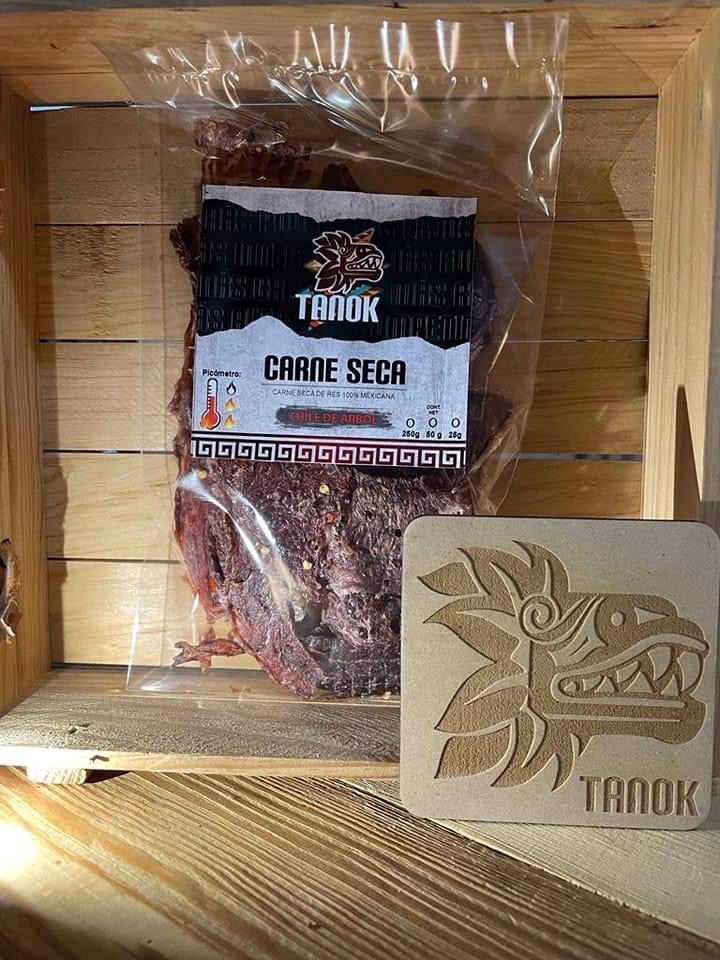 TANOK
CARNE SECA
CARNE SECA DE RES 100% MEXICANA
CHILE DE ARBOL
Picómetro:
CONT.
NET
250g 50 g 25g
TANOK